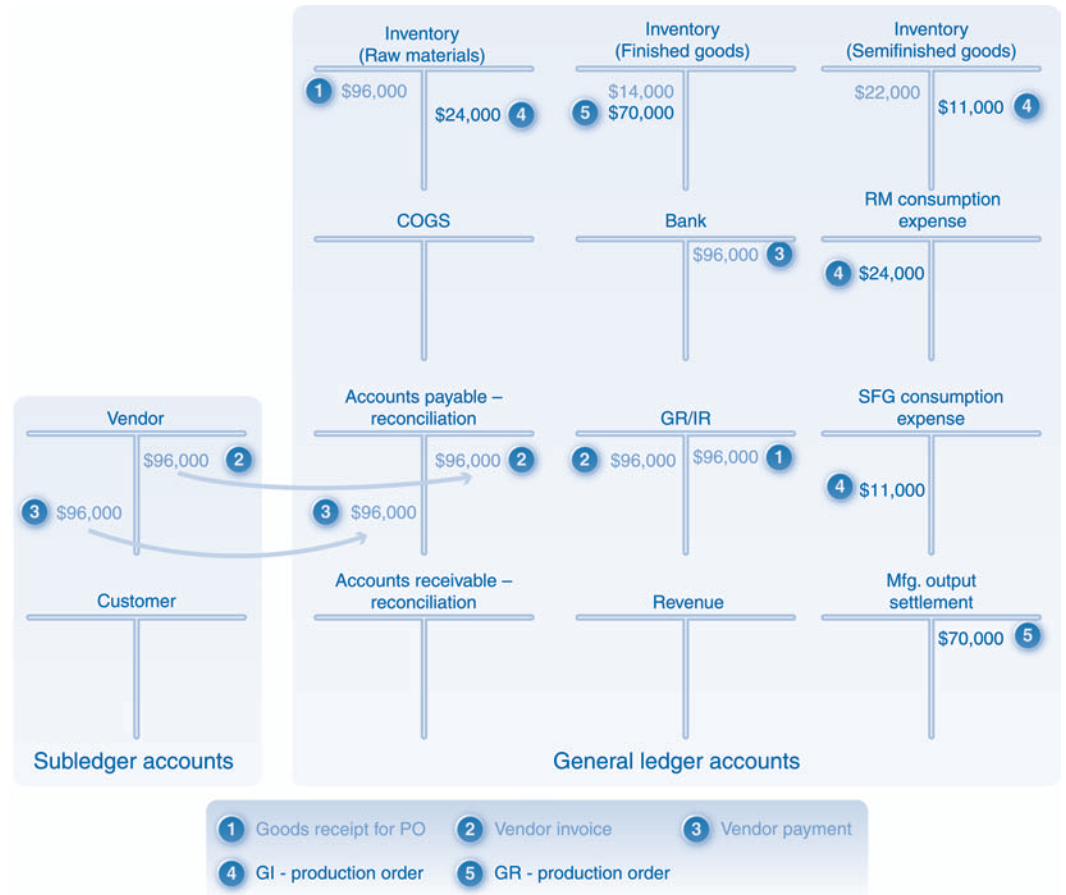 Inventory
(Raw materials)
Inventory
(Finished goods)
Inventory
(Semifinished goods)
1 $96,000
$24,000 4
$14,000
5 $70,000
$22,000
$11,000 4
COGS
Bank
$96,000 3
RM consumption
expense
4 $24,000
Vendor
$96,000 2
3 $96,000
Accounts payable –
reconciliation
$96,000 2
3 $96,000
GR/IR
2 $96,000 $96,000 1
SFG consumption
expense
4 $11,000
Customer
Accounts receivable –
reconciliation
Revenue
Mfg. output
settlement
$70,000 5
Subledger accounts
General ledger accounts
1 Goods receipt for PO 2 Vendor invoice 3 Vendor payment
4 GI - production order 5 GR - production order